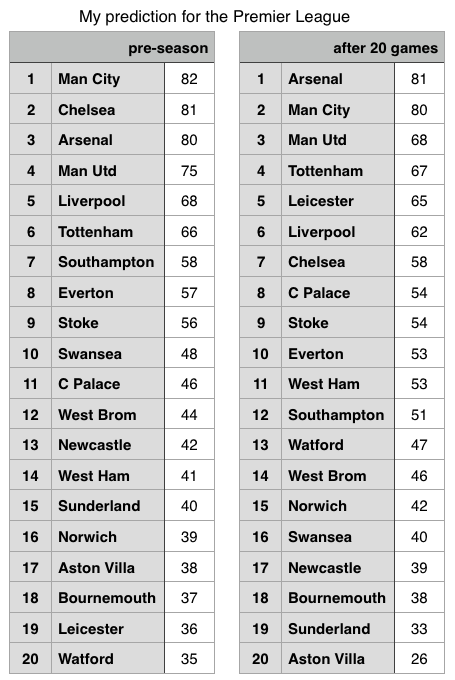 My prediction for the Premier League
pre-season
1 Man City 82
2 Chelsea 81
3 Arsenal 80
4 Man Utd 75
5 Liverpool 68
6 Tottenham 66
7 Southampton 58
8 Everton 57
9 Stoke 56
10 Swansea 48
11 C Palace 46
12 West Brom 44
13 Newcastle 42
14 West Ham 41
15 Sunderland 40
16 Norwich 39
17 Aston Villa 38
18 Bournemouth 37
19 Leicester 36
20 Watford 35
after 20 games
1 Arsenal 81
2 Man City 80
3 Man Utd 68
4 Tottenham 67
5 Leicester 65
6 Liverpool 62
7 Chelsea 58
8 C Palace 54
9 Stoke 54
10 Everton 53
11 West Ham 53
12 Southampton 51
13 Watford 47
14 West Brom 46
15 Norwich 42
16 Swansea 40
17 Newcastle 39
18 Bournemouth 38
19 Sunderland 33
20 Aston Villa 26